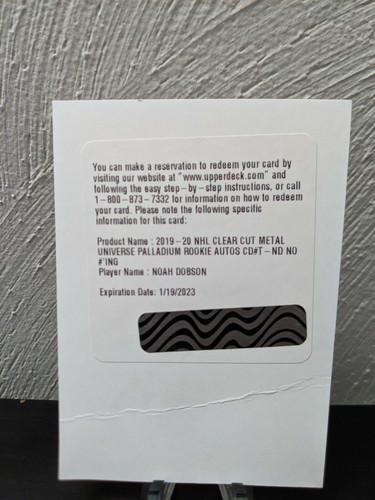 You can make a reservation to redeem your card by
visiting our website at "www.upperdeck.com" and
following the easy step-by-step instructions, or call
1-800-873-7332 for information on how to redeem
your card. Please note the following specific
information for this card:
Product Name : 2019-20 NHL CLEAR CUT METAL
UNIVERSE PALLADIUM ROOKIE AUTOS CD#T-ND NO
#'ING
Player Name : NOAH DOBSON
Expiration Date: 1/19/2023